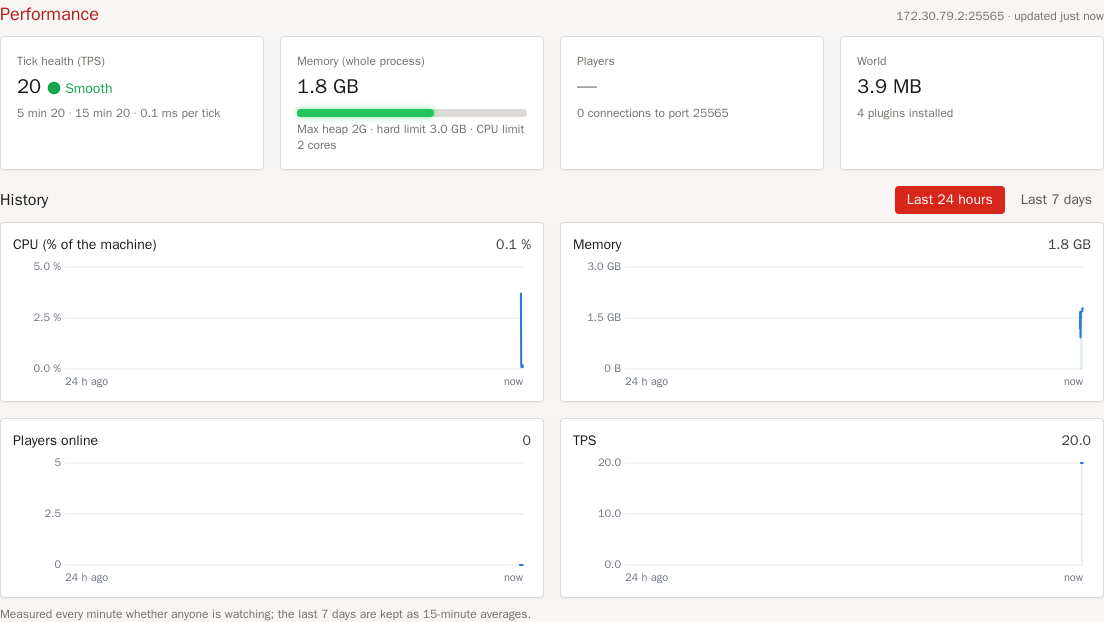 Performance
172.30.79.2:25565 · updated just now
Tick health (TPS)
20 Smooth
5 min 20 · 15 min 20 · 0.1 ms per tick
Memory (whole process)
1.8 GB
Max heap 2G · hard limit 3.0 GB · CPU limit
2 cores
Players
—
0 connections to port 25565
World
3.9 MB
4 plugins installed
History
Last 24 hours
Last 7 days
CPU (% of the machine)
0.1 %
5.0 %
2.5 %
0.0 %
24 h ago
now
Memory
1.8 GB
3.0 GB
1.5 GB
0 B
24 h ago
now
Players online
0
5
2.5
0
24 h ago
now
TPS
20.0
20.0
10.0
0.0
24 h ago
now
Measured every minute whether anyone is watching; the last 7 days are kept as 15-minute averages.